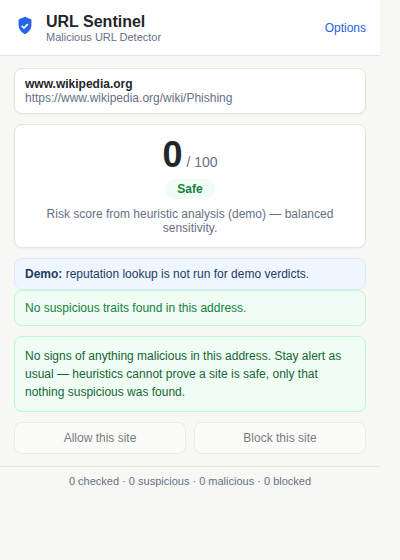 URL Sentinel
Malicious URL Detector
Options
www.wikipedia.org
https://www.wikipedia.org/wiki/Phishing
0 / 100
Safe
Risk score from heuristic analysis (demo) — balanced
sensitivity.
Demo: reputation lookup is not run for demo verdicts.
No suspicious traits found in this address.
No signs of anything malicious in this address. Stay alert as
usual — heuristics cannot prove a site is safe, only that
nothing suspicious was found.
Allow this site
Block this site
0 checked · 0 suspicious · 0 malicious · 0 blocked